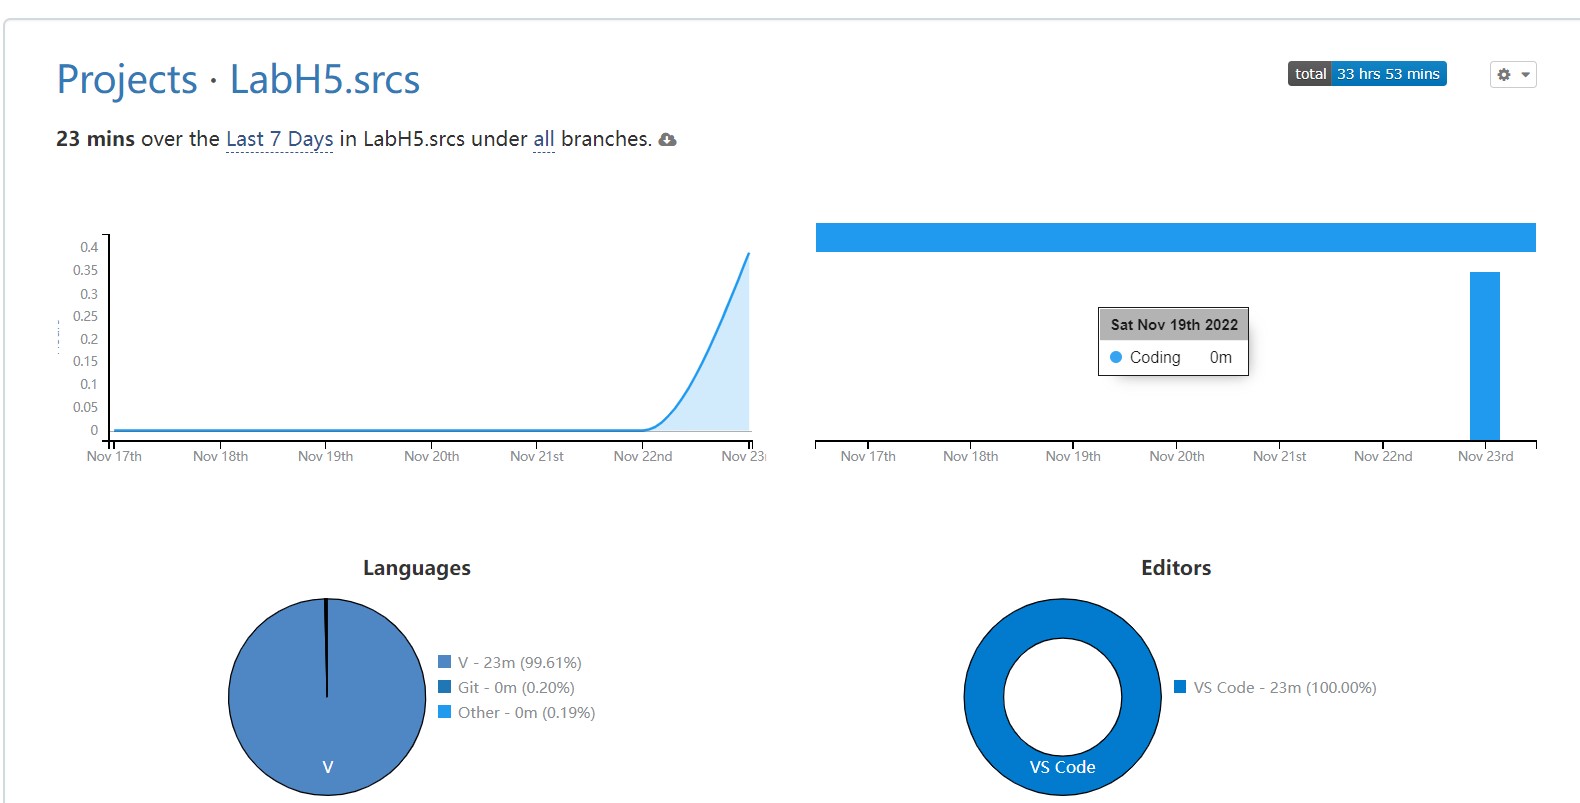 Projects · LabH5.srcs
total 33 hrs 53 mins
23 mins over the Last 7 Days in LabH5.srcs under all branches.
0.4
0.35
0.3
0.25
0.2
0.15
0.1
0.05
0
Nov 17th Nov 18th Nov 19th Nov 20th Nov 21st Nov 22nd Nov 23
Sat Nov 19th 2022
Coding 0m
Nov 17th Nov 18th Nov 19th Nov 20th Nov 21st Nov 22nd Nov 23rd
Languages
V - 23m (99.61%)
Git - 0m (0.20%)
Other - 0m (0.19%)
V
Editors
VS Code - 23m (100.00%)
VS Code